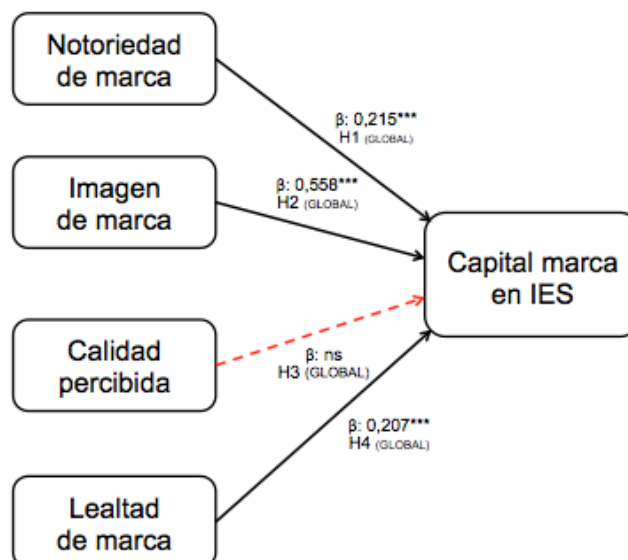 Notoriedad
de marca
β: 0,215***
H1 (GLOBAL)
Imagen
de marca
β: 0,558***
H2 (GLOBAL)
Capital marca
en IES
Calidad
percibida
β: ns
H3 (GLOBAL)
Lealtad
de marca
β: 0,207***
H4 (GLOBAL)